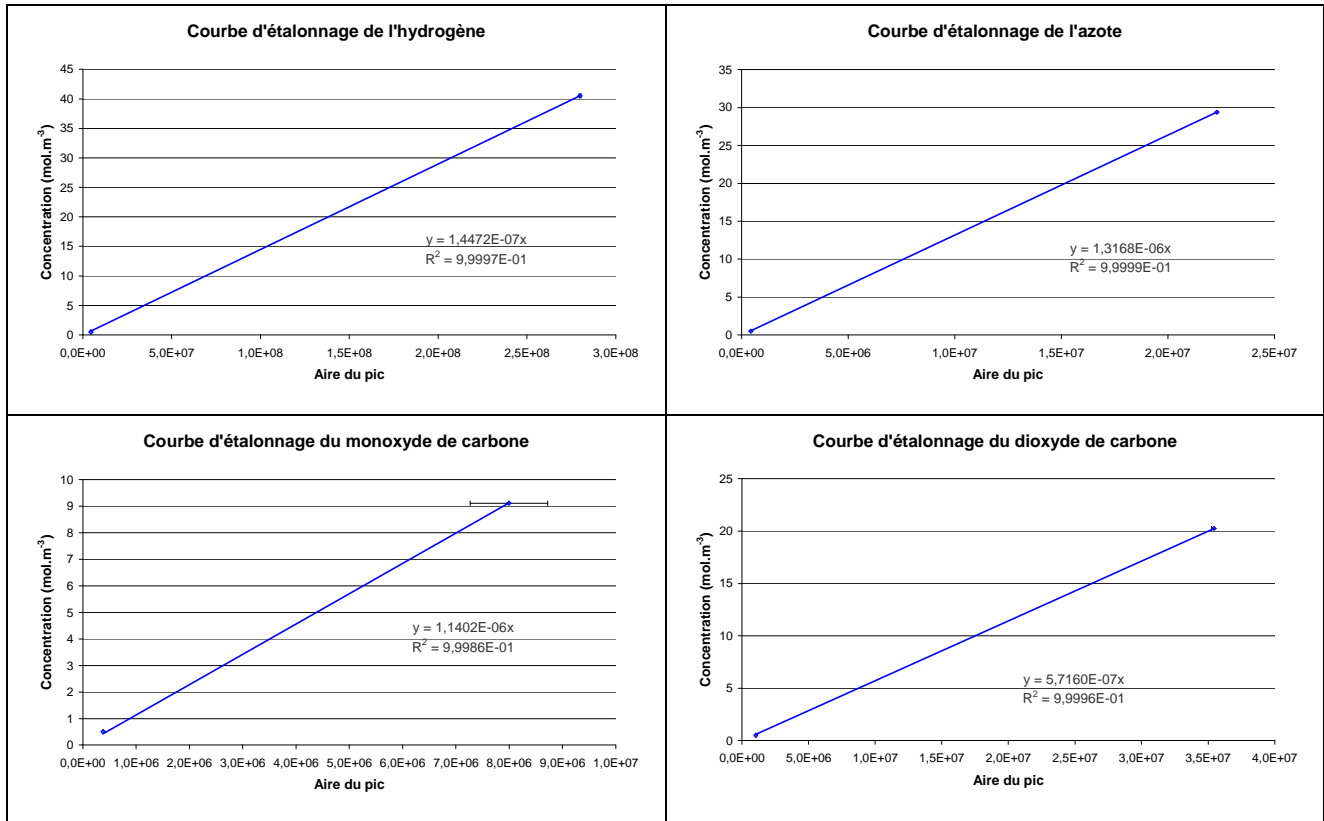 Courbe d'étalonnage de l'hydrogène
45
40
35
30
25
20
15
10
5
0
Concentration (mol.m-3)
y = 1,4472E-07x
R2 = 9,9997E-01
0,0E+00 5,0E+07 1,0E+08 1,5E+08 2,0E+08 2,5E+08 3,0E+08
Aire du pic
Courbe d'étalonnage de l'azote
35
30
25
20
15
10
5
0
Concentration (mol.m-3)
y = 1,3168E-06x
R2 = 9,9999E-01
0,0E+00 5,0E+06 1,0E+07 1,5E+07 2,0E+07 2,5E+07
Aire du pic
Courbe d'étalonnage du monoxyde de carbone
10
9
8
7
6
5
4
3
2
1
0
Concentration (mol.m-3)
y = 1,1402E-06x
R2 = 9,9986E-01
0,0E+00 1,0E+06 2,0E+06 3,0E+06 4,0E+06 5,0E+06 6,0E+06 7,0E+06 8,0E+06 9,0E+06 1,0E+07
Aire du pic
Courbe d'étalonnage du dioxyde de carbone
25
20
15
10
5
0
Concentration (mol.m-3)
y = 5,7160E-07x
R2 = 9,9996E-01
0,0E+00 5,0E+06 1,0E+07 1,5E+07 2,0E+07 2,5E+07 3,0E+07 3,5E+07 4,0E+07
Aire du pic